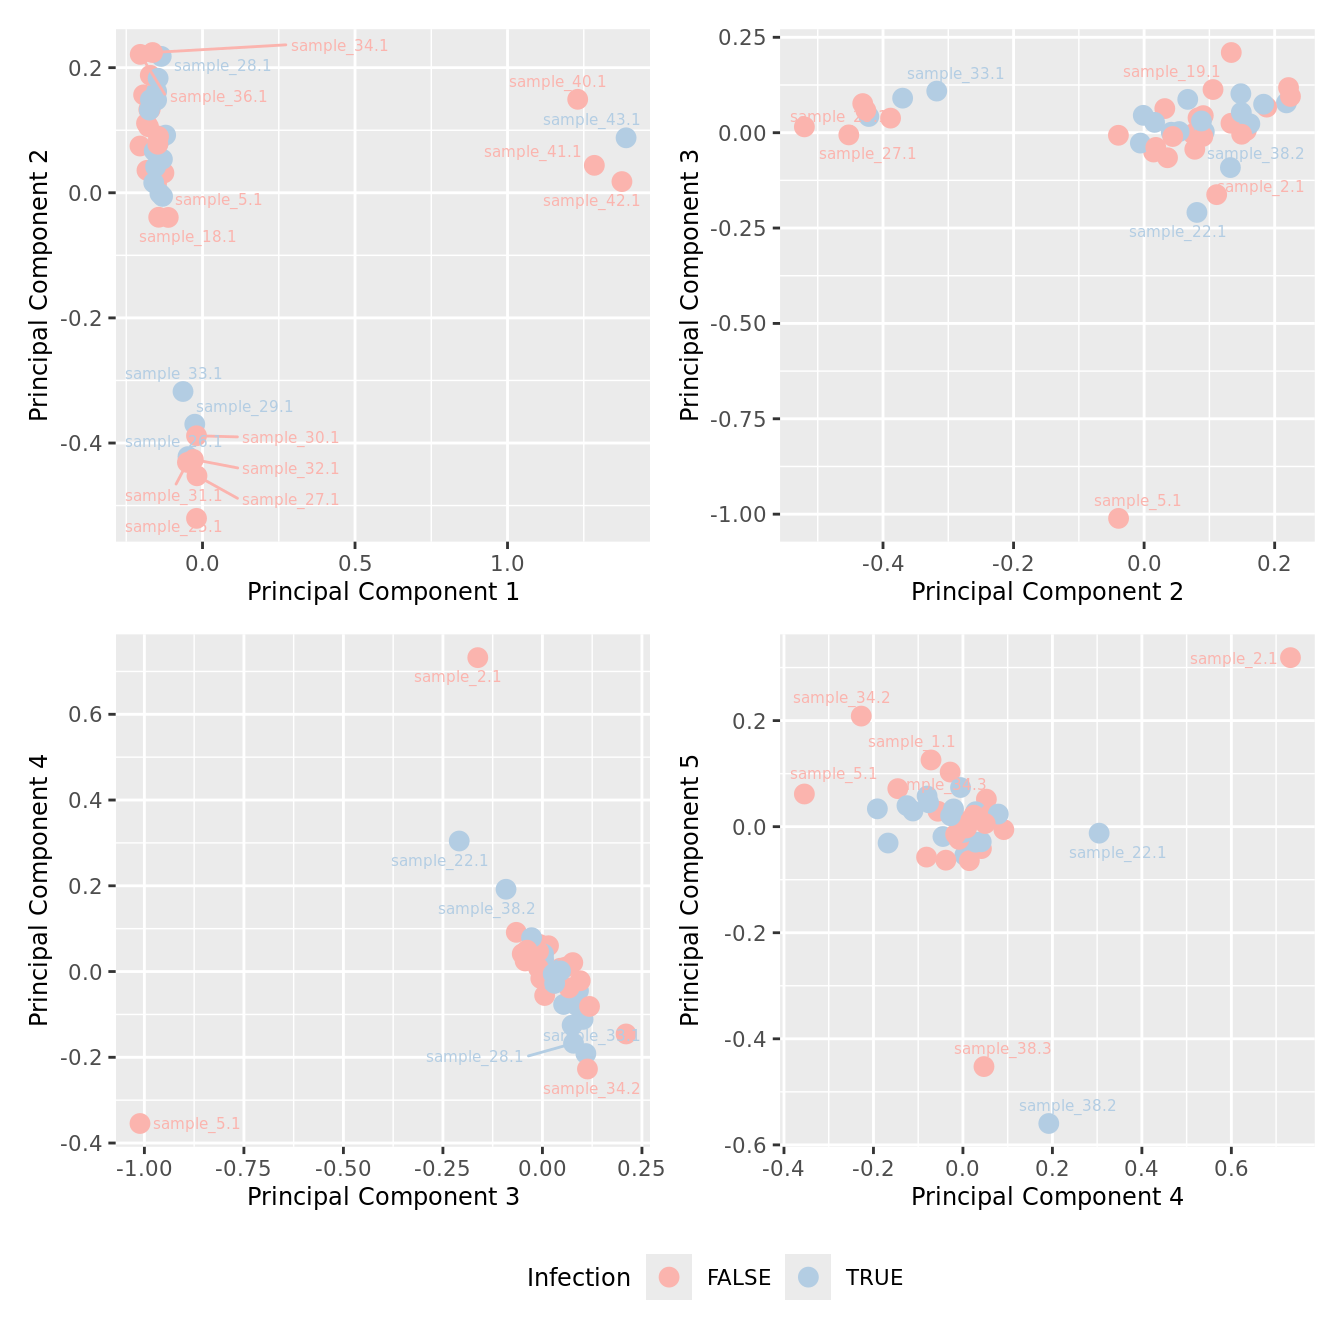 sample_34.1
sample_28.1
sample_36.1
sample_5.1
sample_18.1
sample_40.1
sample_43.1
sample_41.1
sample_42.1
sample_33.1
sample_29.1
sample_30.1
sample_32.1
sample_31.1
sample_27.1
0.2
0.0
-0.2
-0.4
0.0 0.5 1.0
Principal Component 1
Principal Component 2
sample_33.1
sample_19.1
sample_27.1
sample_38.2
sample_2.1
sample_22.1
sample_5.1
0.25
0.00
-0.25
-0.50
-0.75
-1.00
-0.4 -0.2 0.0 0.2
Principal Component 2
Principal Component 3
sample_2.1
sample_22.1
sample_38.2
sample_28.1
sample_34.2
sample_5.1
0.6
0.4
0.2
0.0
-0.2
-0.4
-1.00 -0.75 -0.50 -0.25 0.00 0.25
Principal Component 3
Principal Component 4
sample_2.1
sample_34.2
sample_1.1
sample_5.1
sample_22.1
sample_38.3
sample_38.2
0.2
0.0
-0.2
-0.4
-0.6
-0.4 -0.2 0.0 0.2 0.4 0.6
Principal Component 4
Principal Component 5
Infection FALSE TRUE